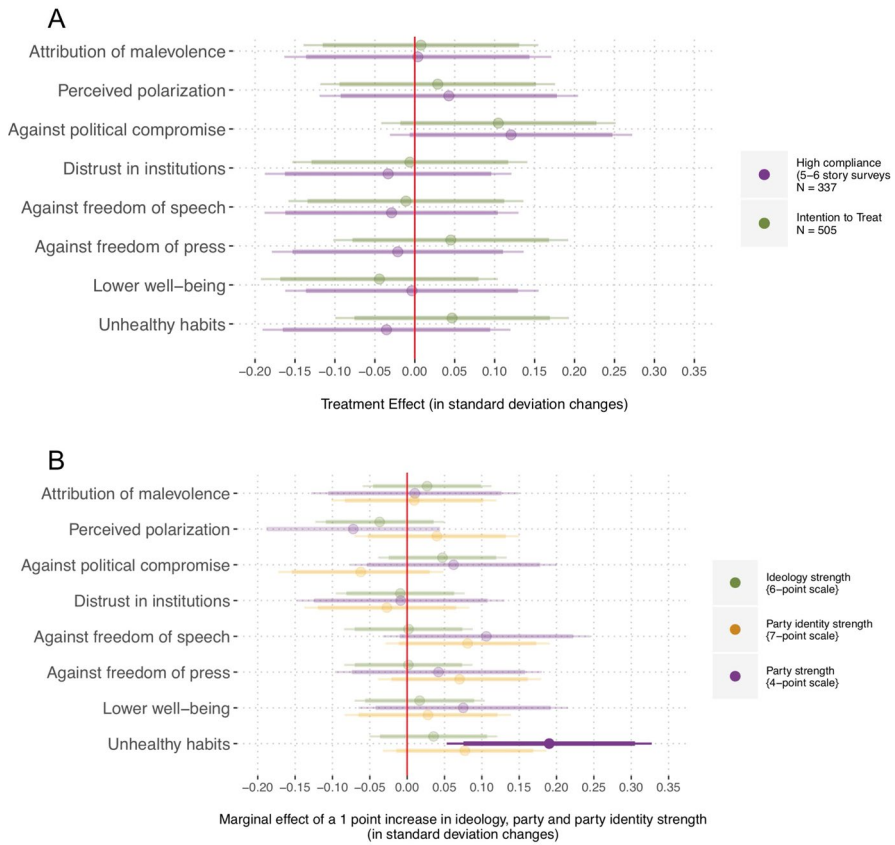 A
Attribution of malevolence
Perceived polarization
Against political compromise
Distrust in institutions
Against freedom of speech
Against freedom of press
Lower well−being
Unhealthy habits
−0.20 −0.15 −0.10 −0.05 0.00 0.05 0.10 0.15 0.20 0.25 0.30 0.35
Treatment Effect (in standard deviation changes)
High compliance
(5−6 story surveys
N = 337
Intention to Treat
N = 505
B
Attribution of malevolence
Perceived polarization
Against political compromise
Distrust in institutions
Against freedom of speech
Against freedom of press
Lower well−being
Unhealthy habits
−0.20 −0.15 −0.10 −0.05 0.00 0.05 0.10 0.15 0.20 0.25 0.30 0.35
Marginal effect of a 1 point increase in ideology, party and party identity strength
(in standard deviation changes)
Ideology strength
{6−point scale}
Party identity strength
{7−point scale}
Party strength
{4−point scale}